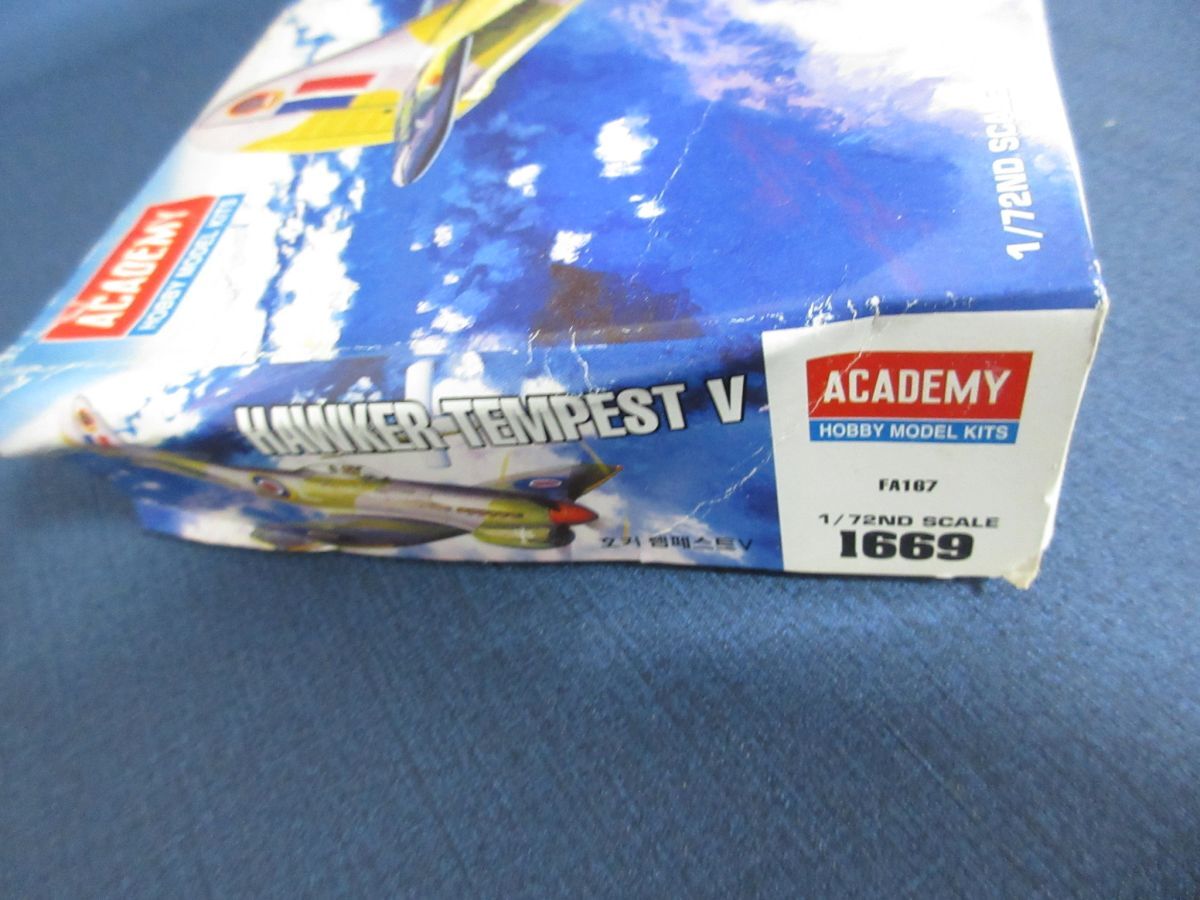 ACADEMY
HOBBY MODEL KITS
1/72ND SCALE
HAWKER-TEMPEST V
호커 템페스트V
ACADEMY
HOBBY MODEL KITS
FA167
1/72ND SCALE
1669